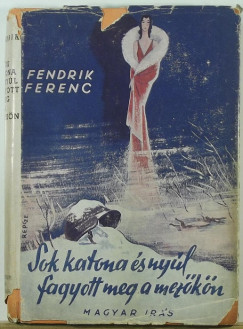 FENDRIK
FERENC
Sok katona és nyúl
fagyott meg a mezőkön
MAGYAR ÍRÁS